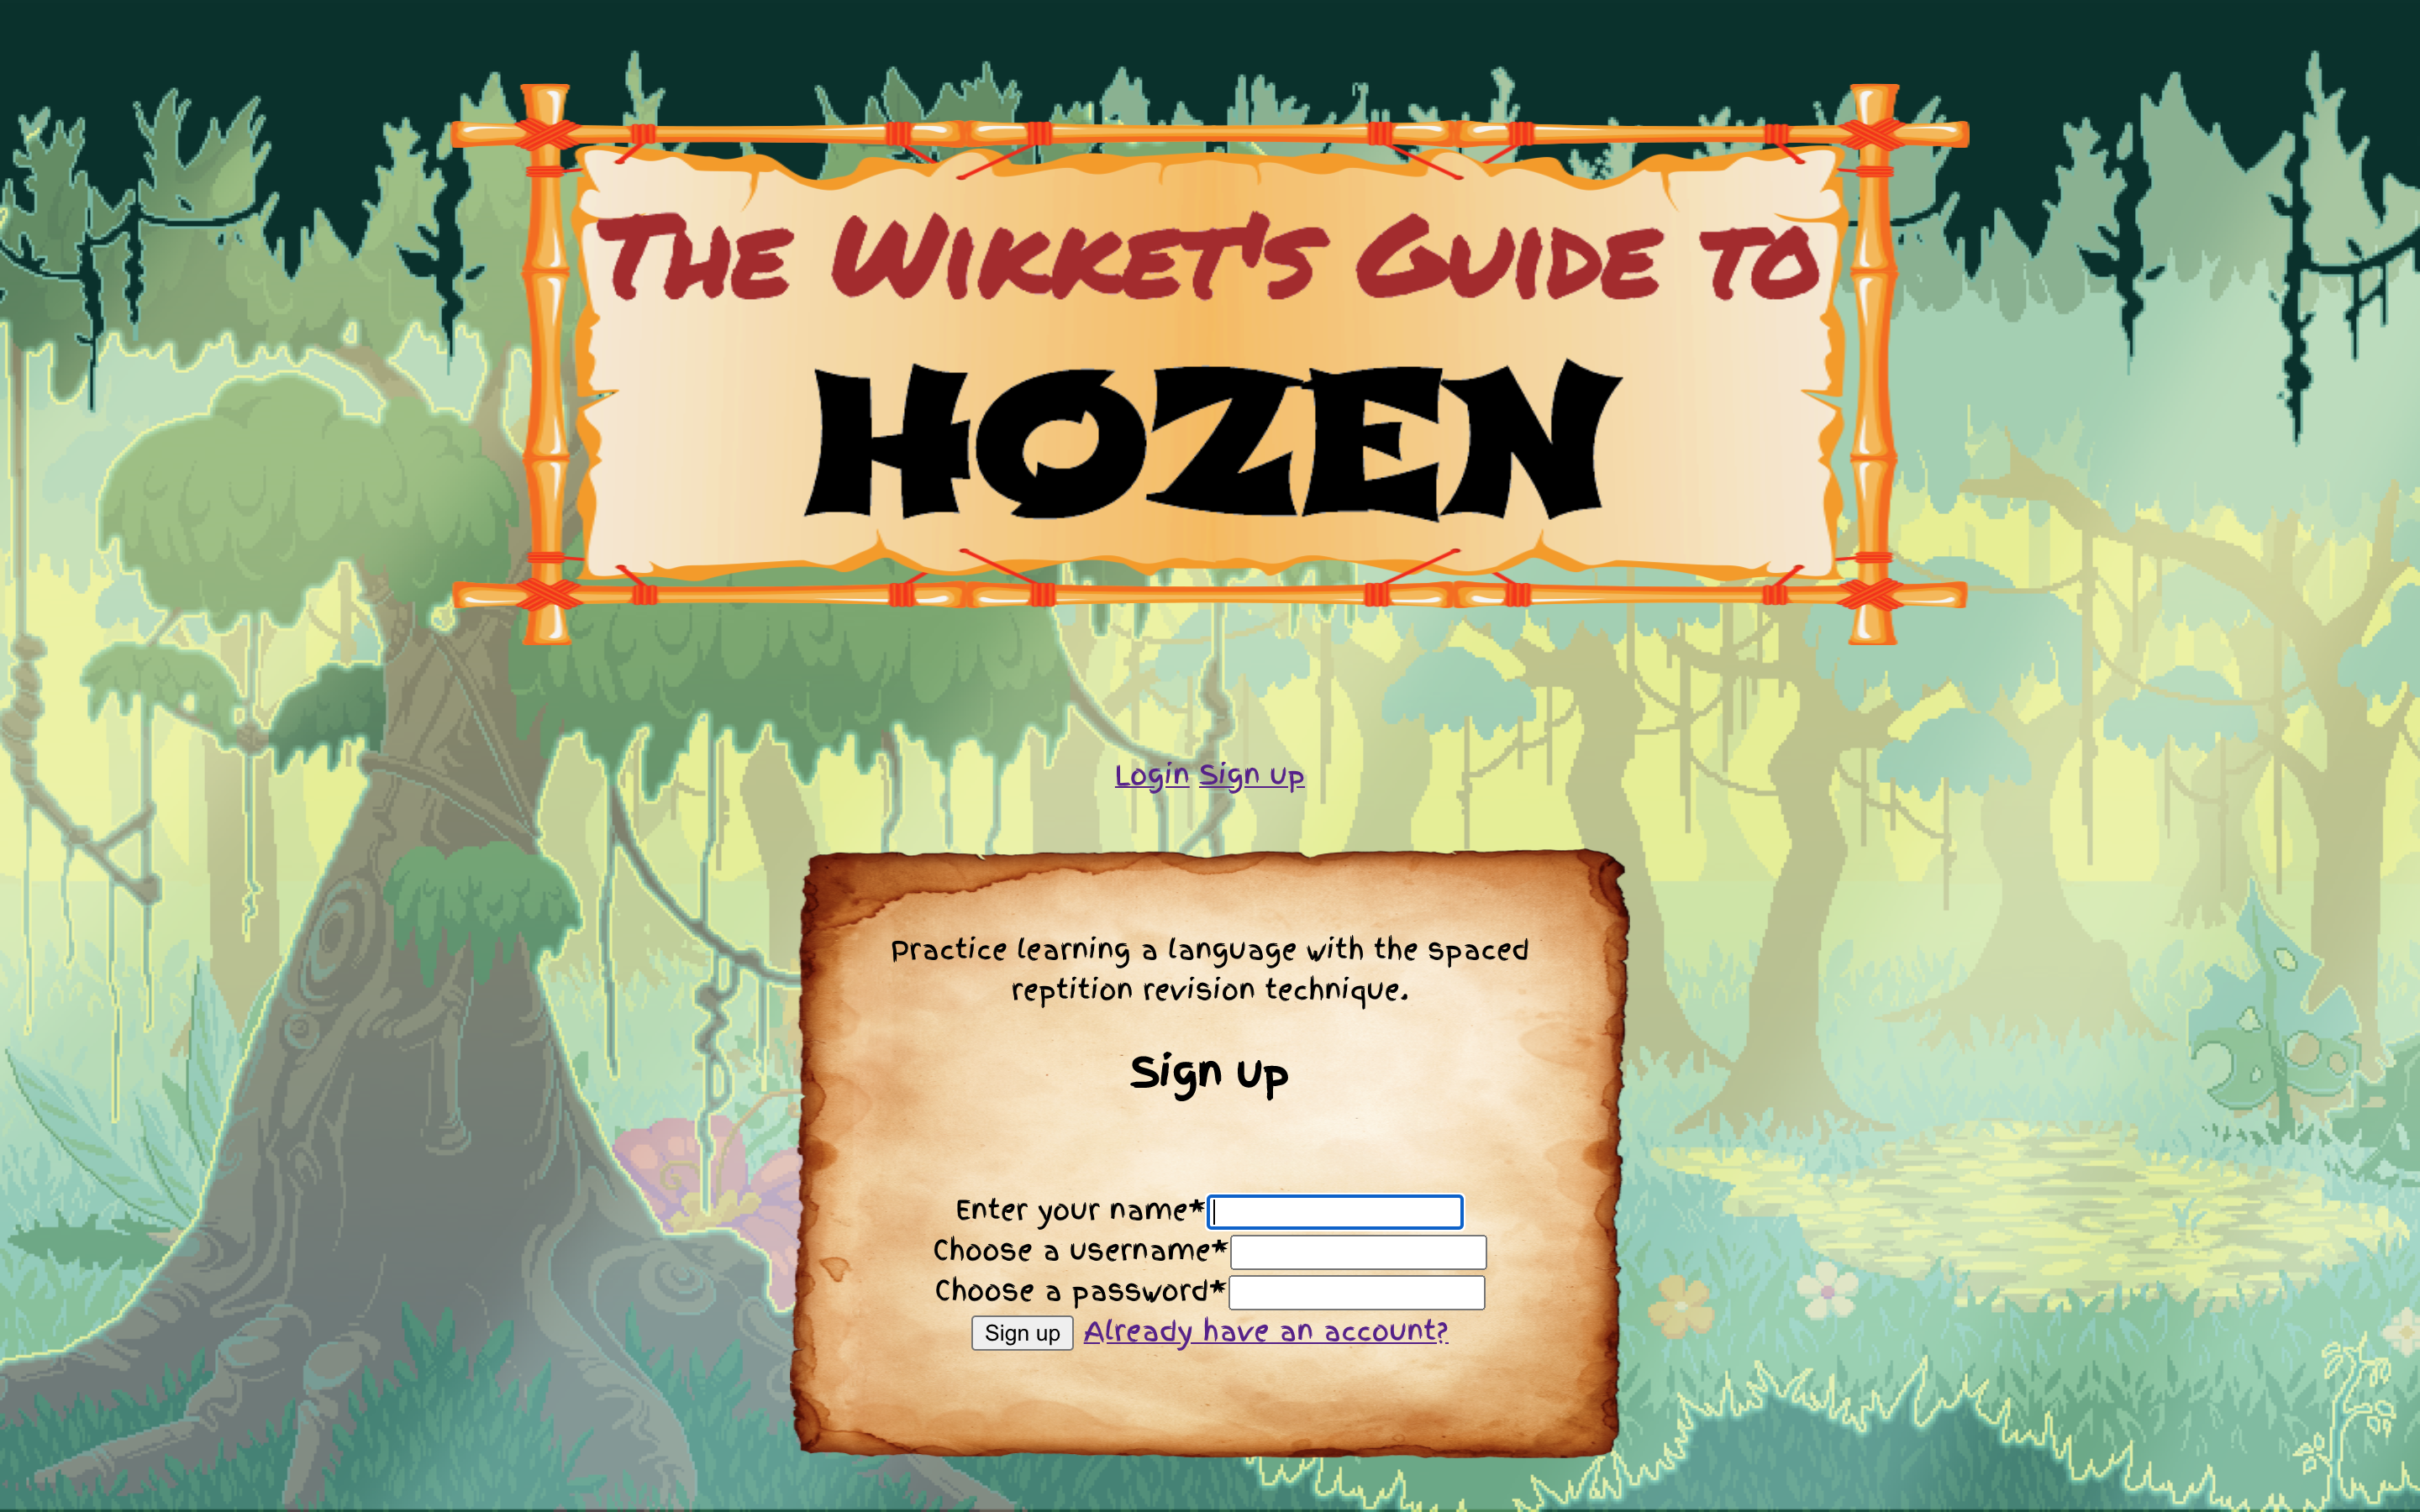 The Wikket's Guide to
HOZEN
Login Sign up
Practice learning a language with the spaced
reptition revision technique.
Sign up
Enter your name*
Choose a username*
Choose a password*
Sign up Already have an account?